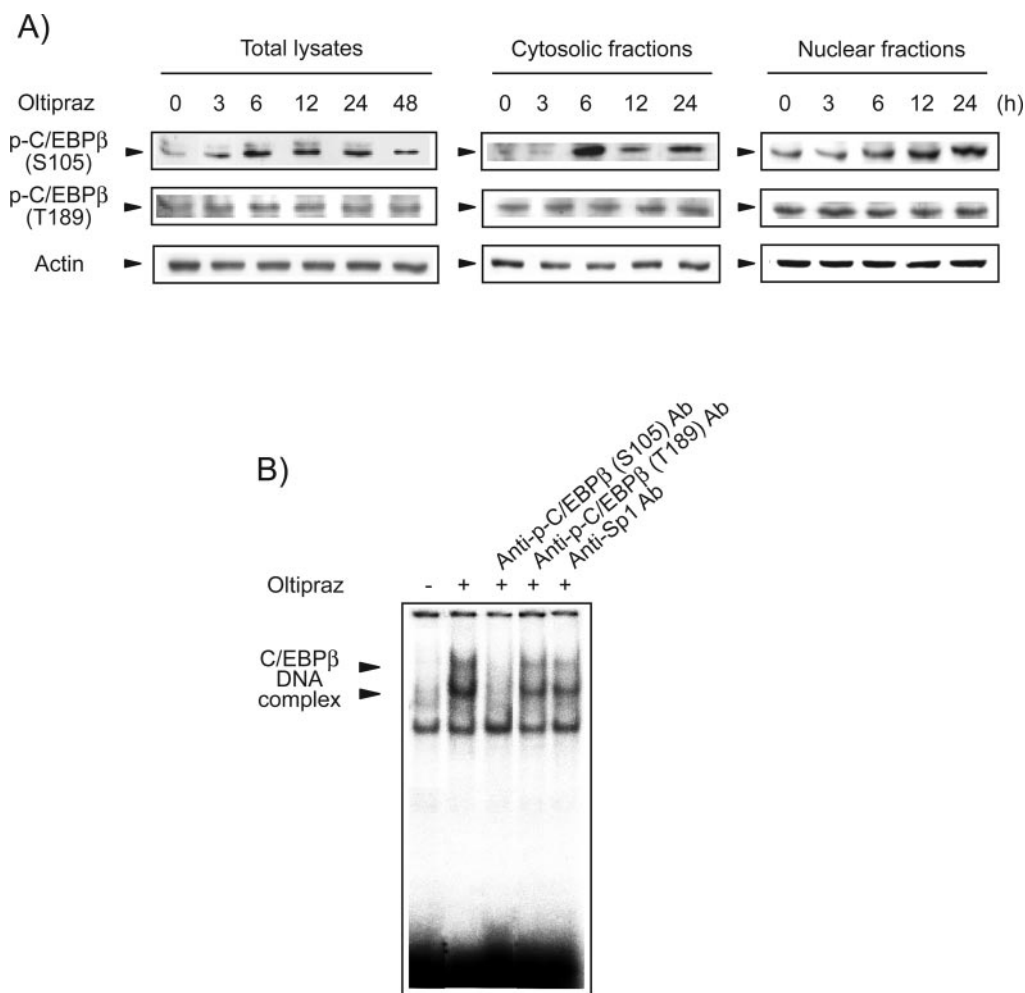 A)
Total lysates Cytosolic fractions Nuclear fractions
Oltipraz 0 3 6 12 24 48 0 3 6 12 24 0 3 6 12 24 (h)
p-C/EBPβ
(S105)
p-C/EBPβ
(T189)
Actin
B)
Anti-p-C/EBPβ (S105) Ab
Anti-p-C/EBPβ (T189) Ab
Anti-Sp1 Ab
Oltipraz - + + + +
C/EBPβ
DNA
complex